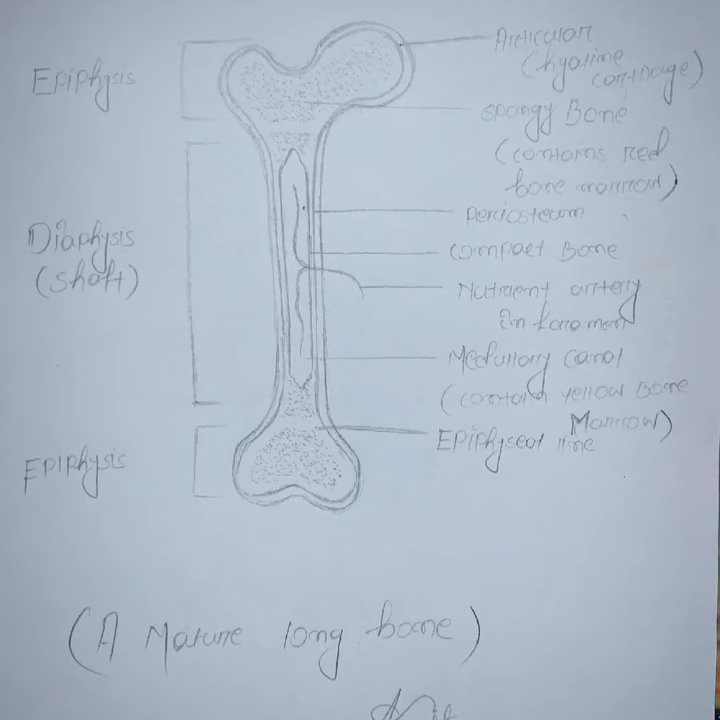 Epiphysis
Diaphysis
(shaft)
Epiphysis
Articular
(hyaline
cartilage)
spongy Bone
(contains red
bone marrow)
periosteum
compact Bone
Nutrient artery
In foramen
Medullary canal
(contain yellow Bone
Marrow)
Epiphyseal line
(A Mature long bone)